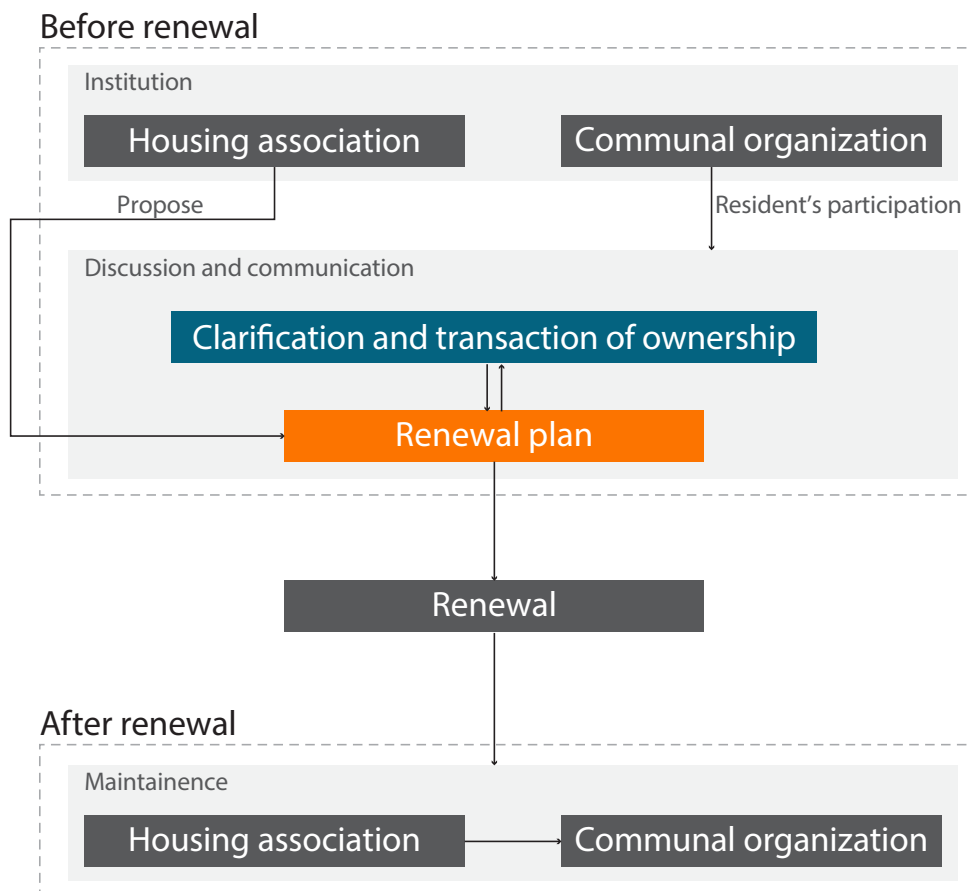 Before renewal
Institution
Housing association
Communal organization
Propose
Resident’s participation
Discussion and communication
Clarification and transaction of ownership
Renewal plan
Renewal
After renewal
Maintainence
Housing association
Communal organization